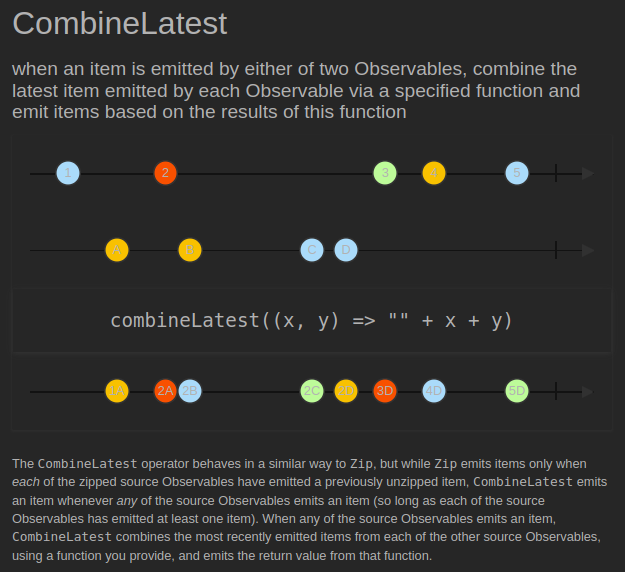 CombineLatest
when an item is emitted by either of two Observables, combine the
latest item emitted by each Observable via a specified function and
emit items based on the results of this function
1 2 3 4 5
A B C D
combineLatest((x, y) => "" + x + y)
1A 2A 2B 2C 2D 3D 4D 5D
The CombineLatest operator behaves in a similar way to Zip, but while Zip emits items only when
each of the zipped source Observables have emitted a previously unzipped item, CombineLatest emits
an item whenever any of the source Observables emits an item (so long as each of the source
Observables has emitted at least one item). When any of the source Observables emits an item,
CombineLatest combines the most recently emitted items from each of the other source Observables,
using a function you provide, and emits the return value from that function.